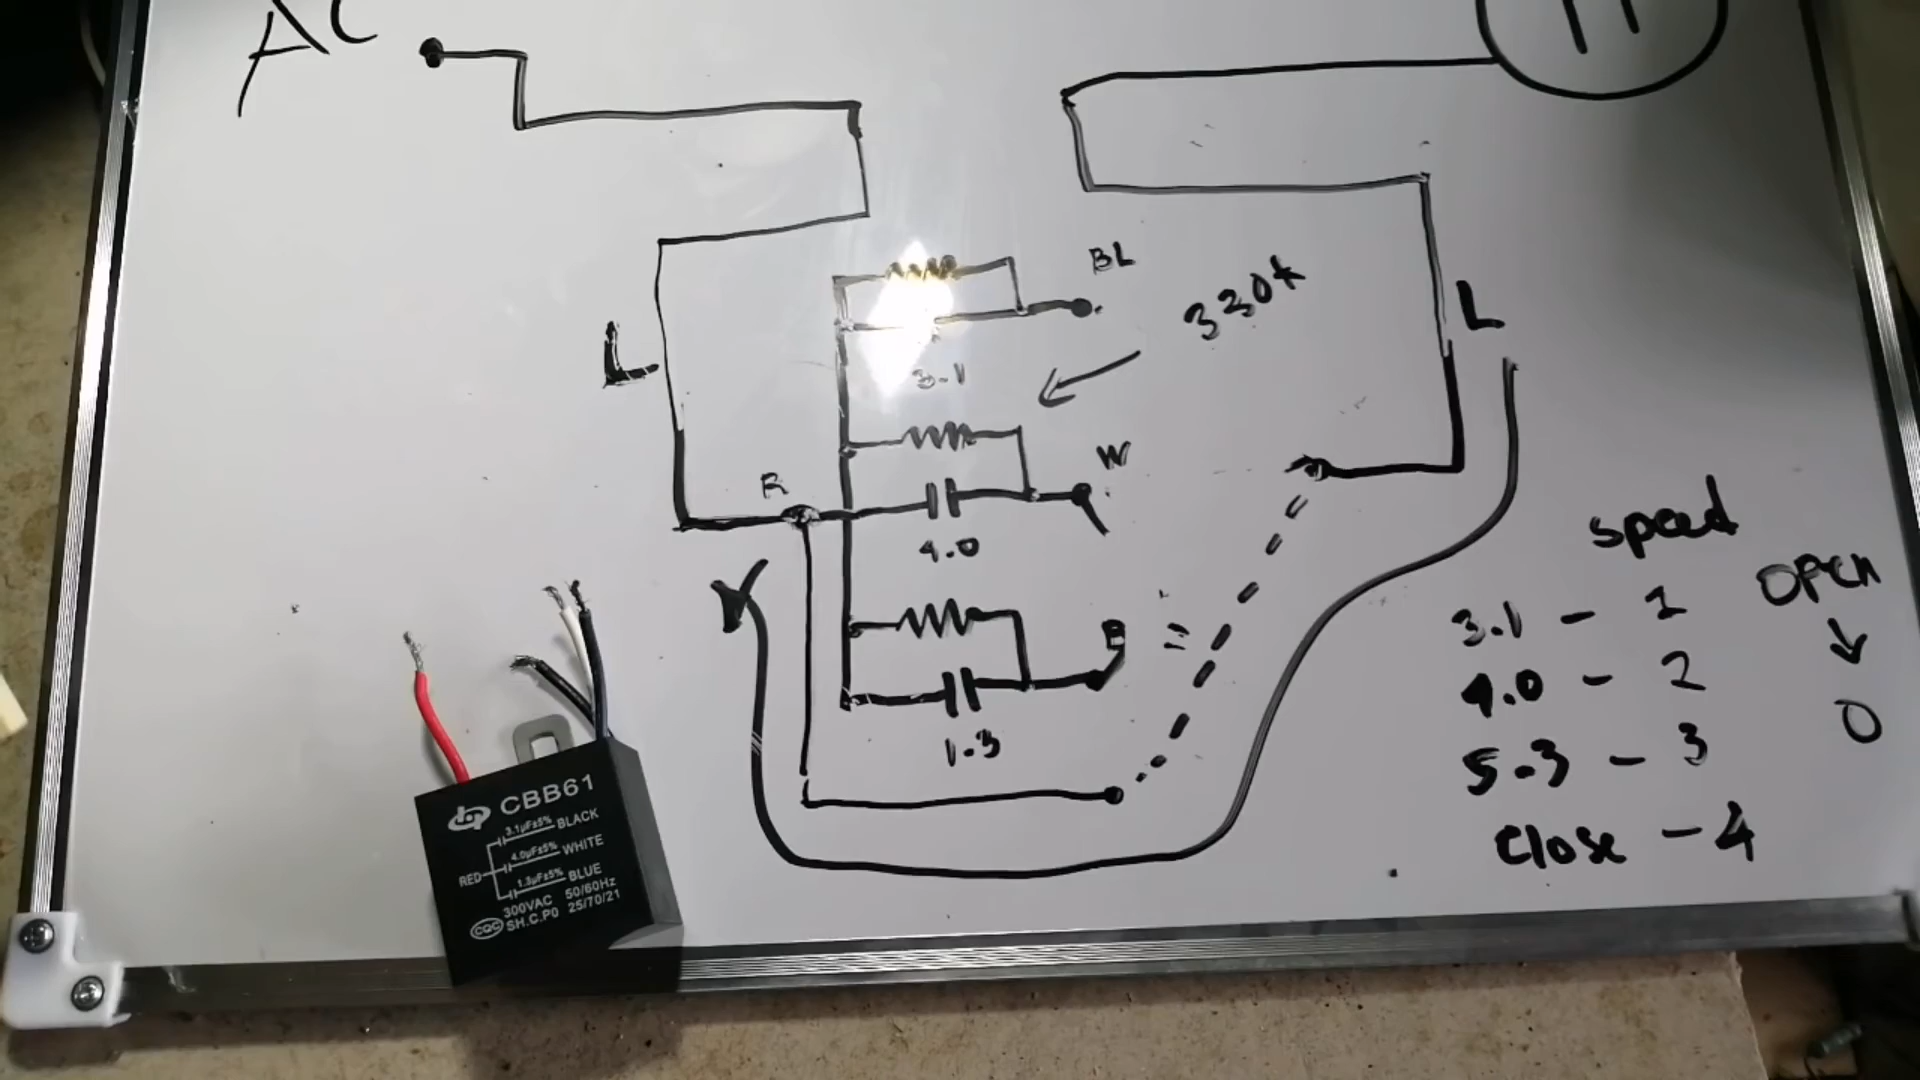 AC
M
BL
330k
3.1
L
L
W
R
4.0
B
1.3
speed
3.1 - 1
4.0 - 2
5.3 - 3
close - 4
OPEN
0
CBB61
3.1µF±5% BLACK
4.0µF±5% WHITE
RED
1.3µF±5% BLUE
300VAC 50/60Hz
CQC SH.C.P0 25/70/21